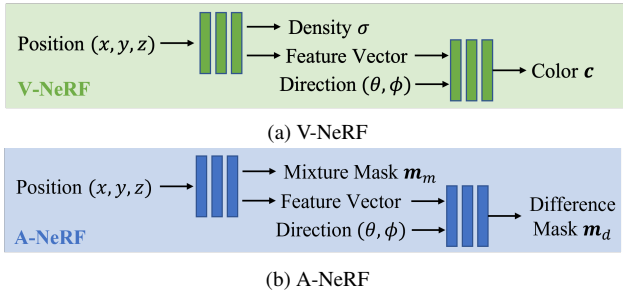 Position (x, y, z)
Density σ
Feature Vector
Direction (θ, ϕ)
Color c
V-NeRF
(a) V-NeRF
Position (x, y, z)
Mixture Mask mₘ
Feature Vector
Direction (θ, ϕ)
Difference
Mask m_d
A-NeRF
(b) A-NeRF